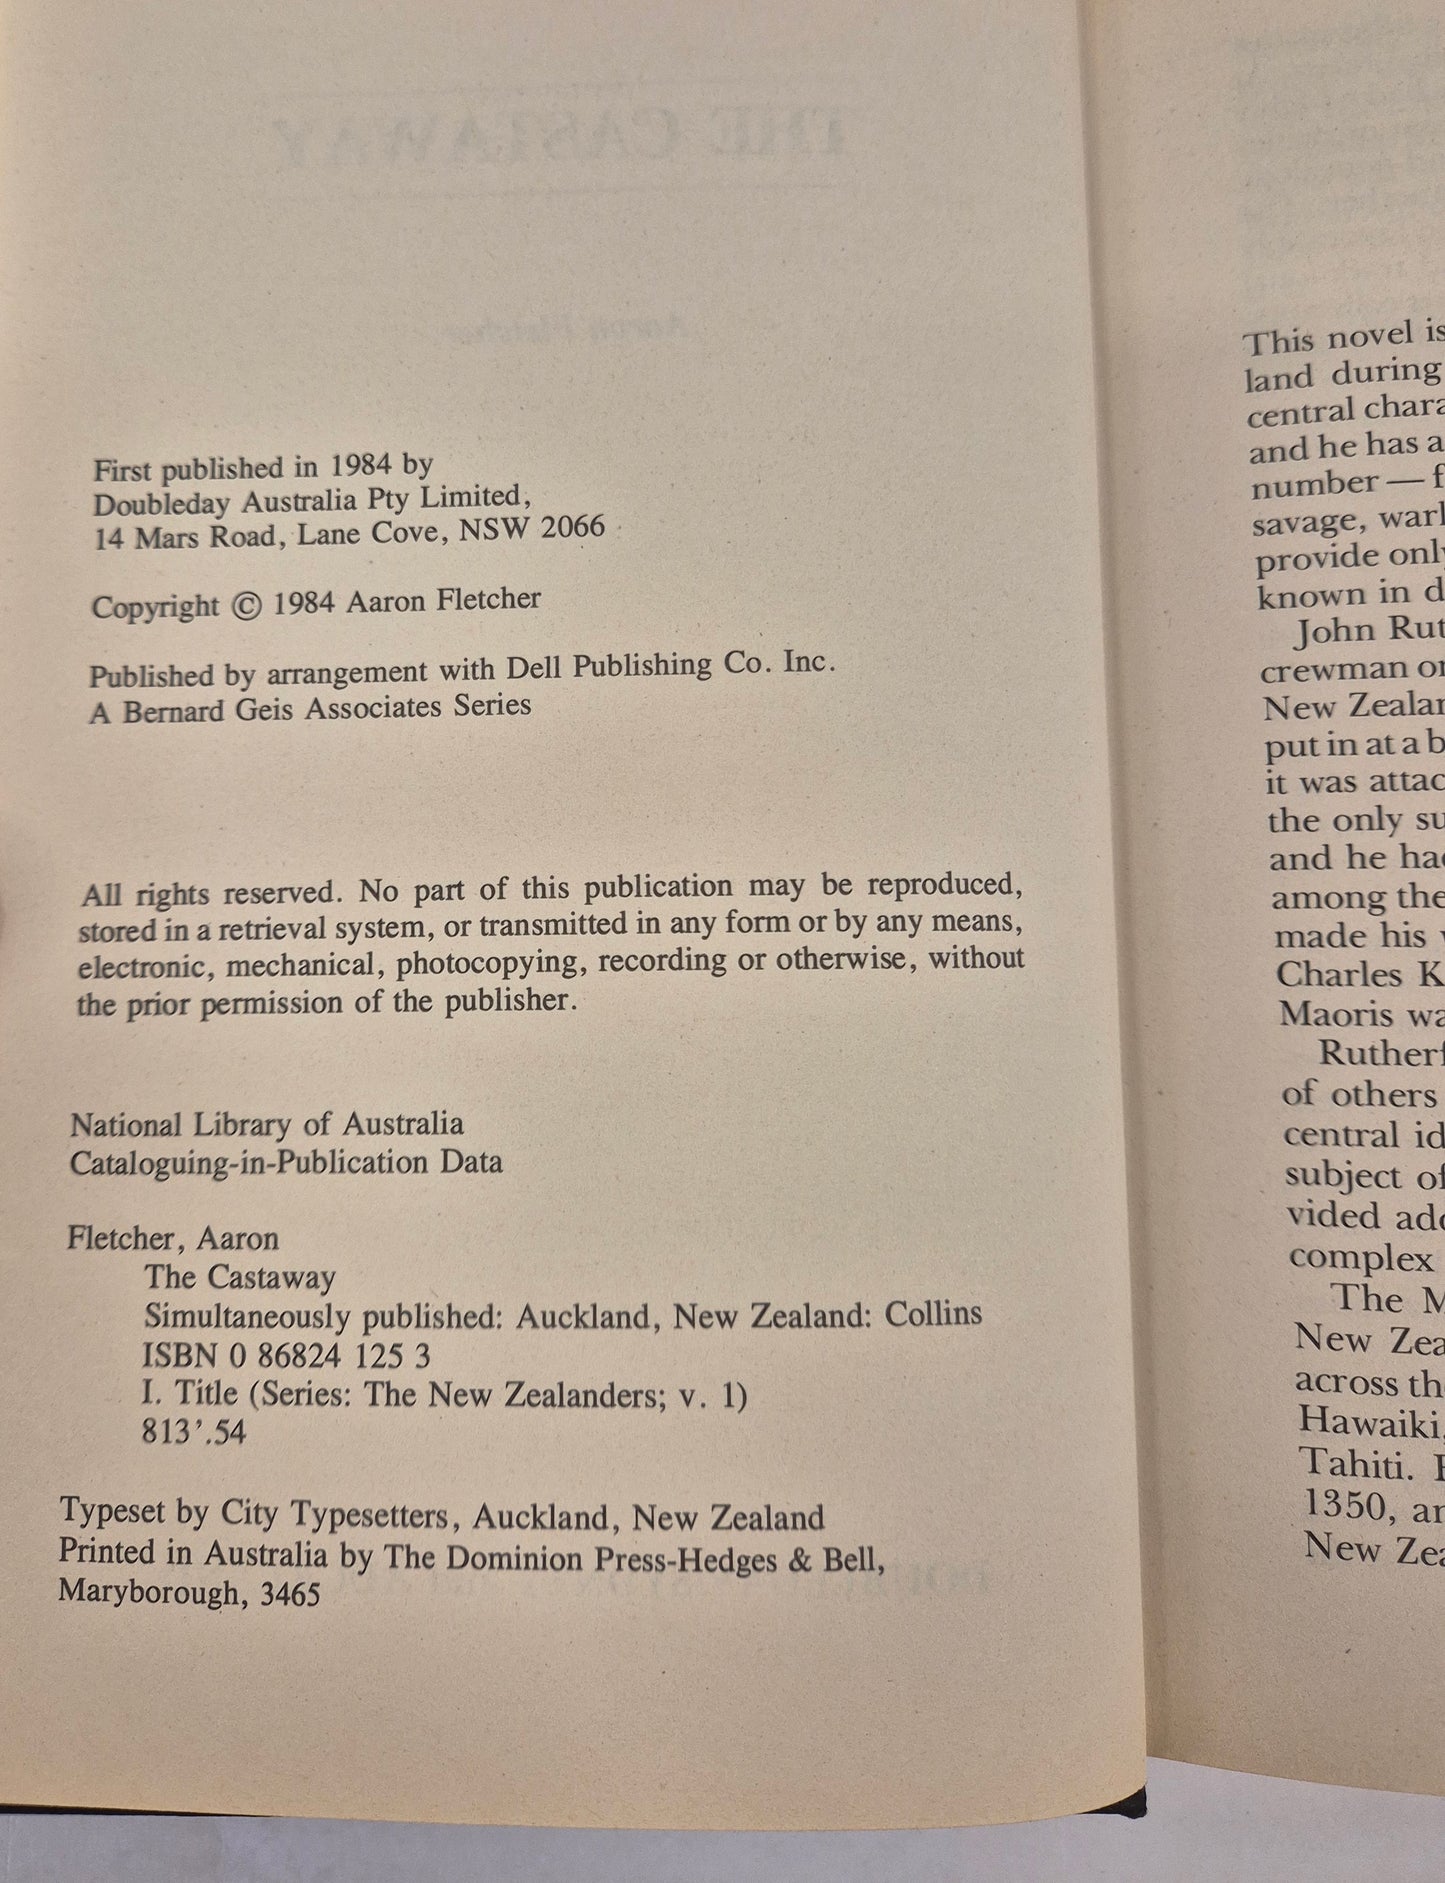 First published in 1984 by
Doubleday Australia Pty Limited,
14 Mars Road, Lane Cove, NSW 2066
Copyright © 1984 Aaron Fletcher
Published by arrangement with Dell Publishing Co. Inc.
A Bernard Geis Associates Series
All rights reserved. No part of this publication may be reproduced,
stored in a retrieval system, or transmitted in any form or by any means,
electronic, mechanical, photocopying, recording or otherwise, without
the prior permission of the publisher.
National Library of Australia
Cataloguing-in-Publication Data
Fletcher, Aaron
The Castaway
Simultaneously published: Auckland, New Zealand: Collins
ISBN 0 86824 125 3
I. Title (Series: The New Zealanders; v. 1)
813'.54
Typeset by City Typesetters, Auckland, New Zealand
Printed in Australia by The Dominion Press-Hedges & Bell,
Maryborough, 3465
This novel is
land during
central
and he has a
number —
savage,
provide
known in
John
crewman
New
put in at a
it was
the only
and he
among the
made his
Charles
Maoris
of others
central
subject
vided
complex
The
New
across
Hawaiki,
Tahiti.
1350,
New